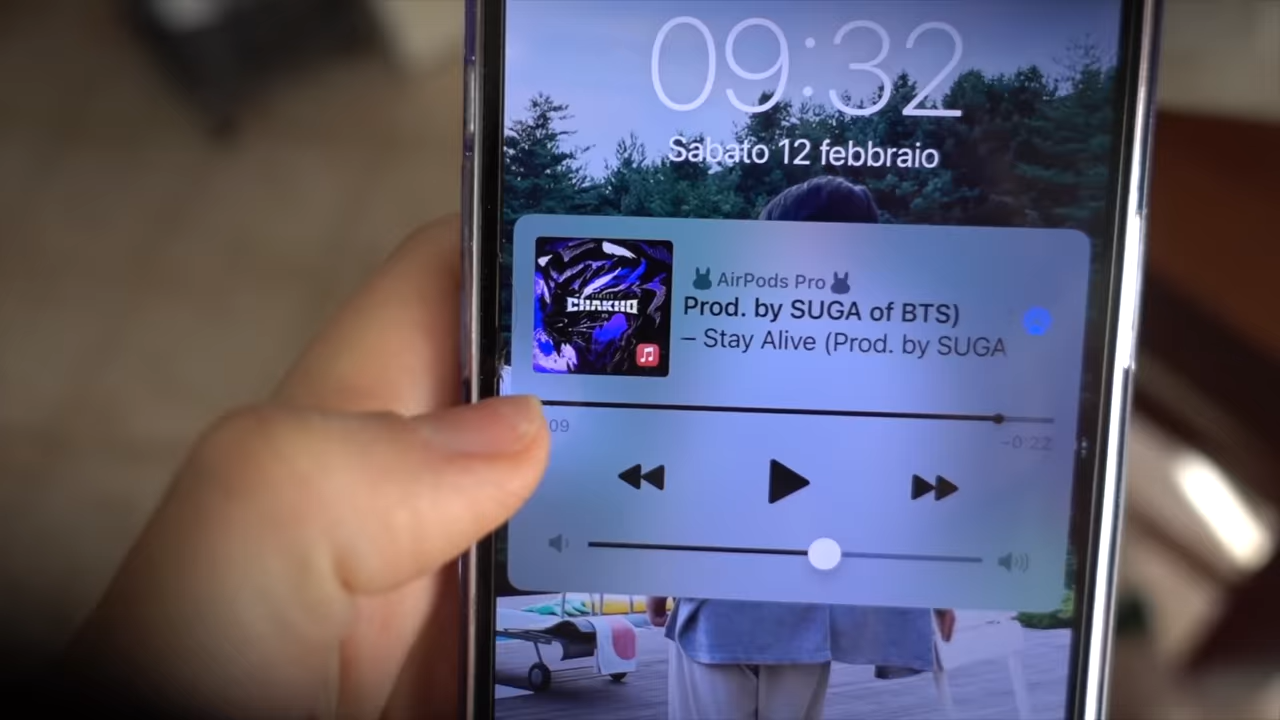 09:32
Sabato 12 febbraio
AirPods Pro
Prod. by SUGA of BTS)
– Stay Alive (Prod. by SUGA
CHAKHO
09
-0:22